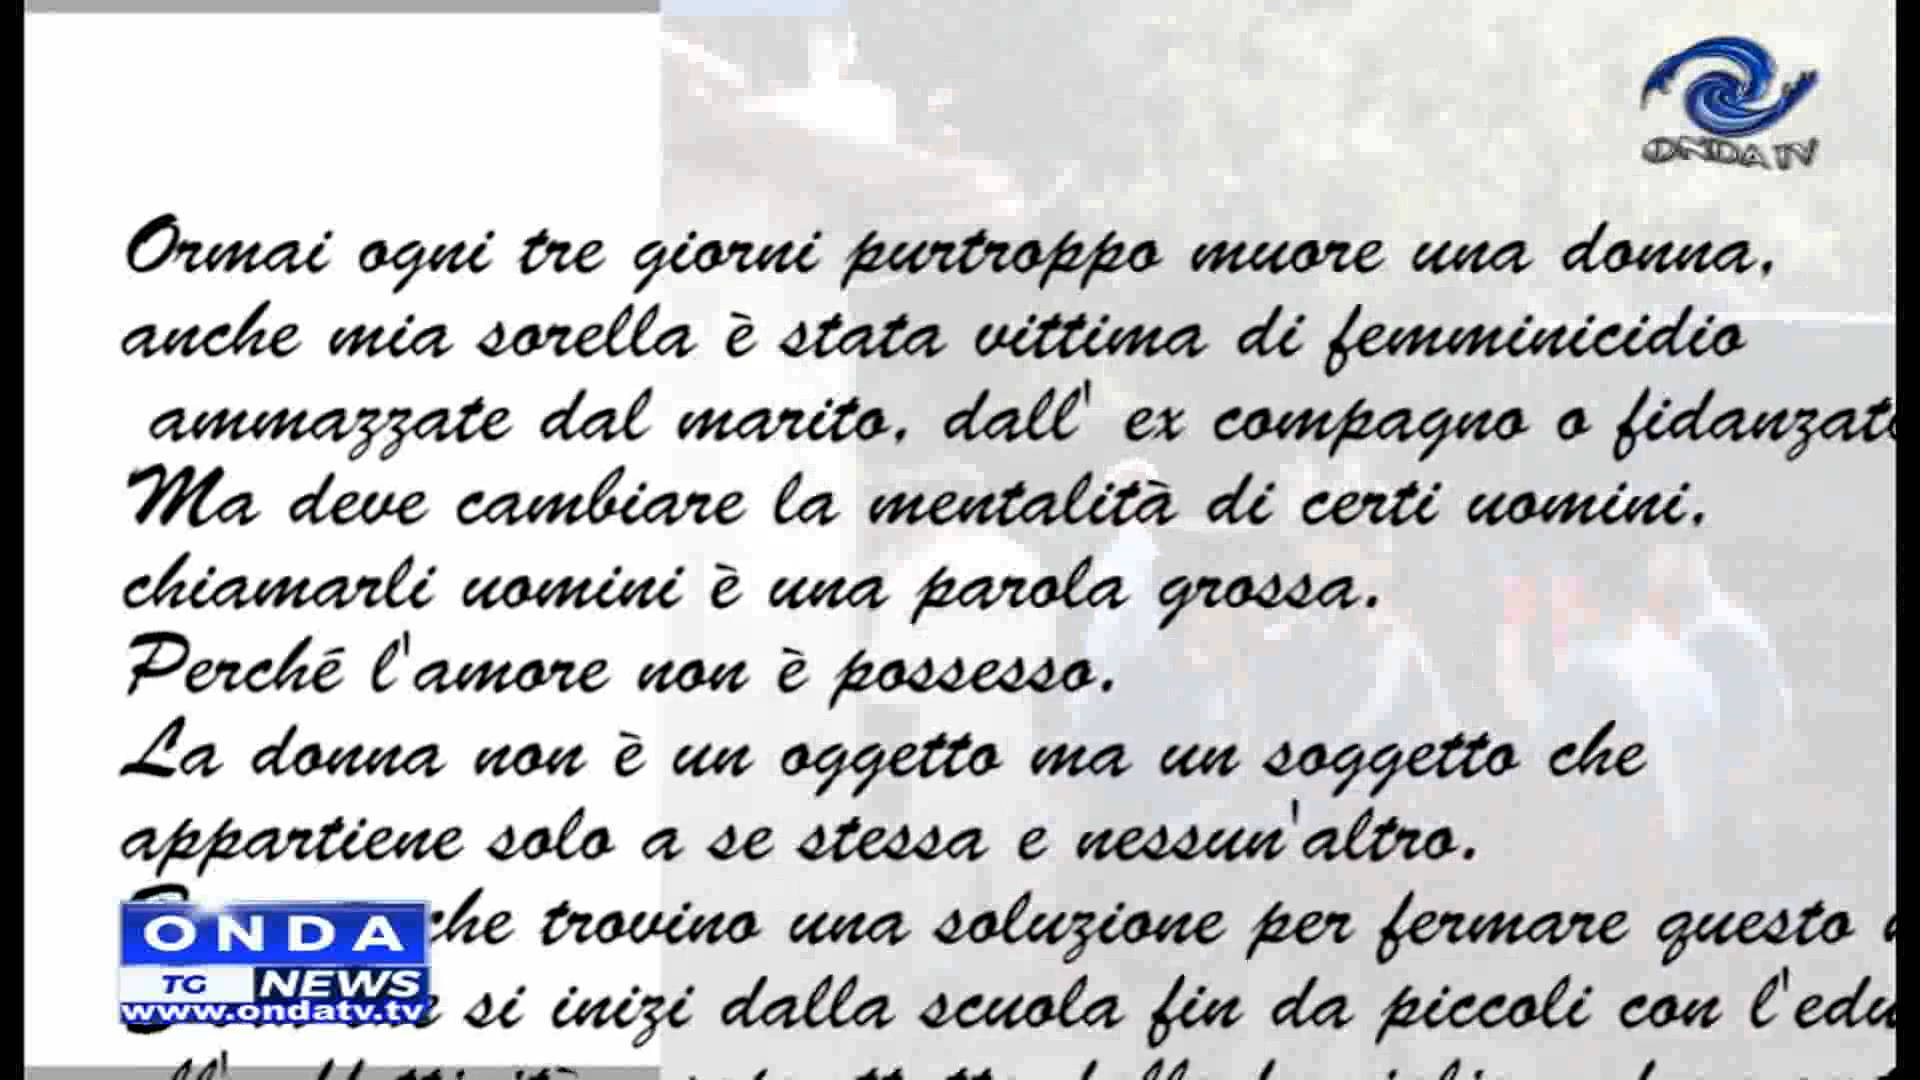 ONDA TV
Ormai ogni tre giorni purtroppo muore una donna,
anche mia sorella è stata vittima di femminicidio
ammazzate dal marito, dall' ex compagno o fidanzato
Ma deve cambiare la mentalità di certi uomini,
chiamarli uomini è una parola grossa.
Perché l'amore non è possesso.
La donna non è un oggetto ma un soggetto che
appartiene solo a se stessa e nessun'altro.
che trovino una soluzione per fermare questo
si inizi dalla scuola fin da piccoli con l'edu
ONDA
TG NEWS
www.ondatv.tv